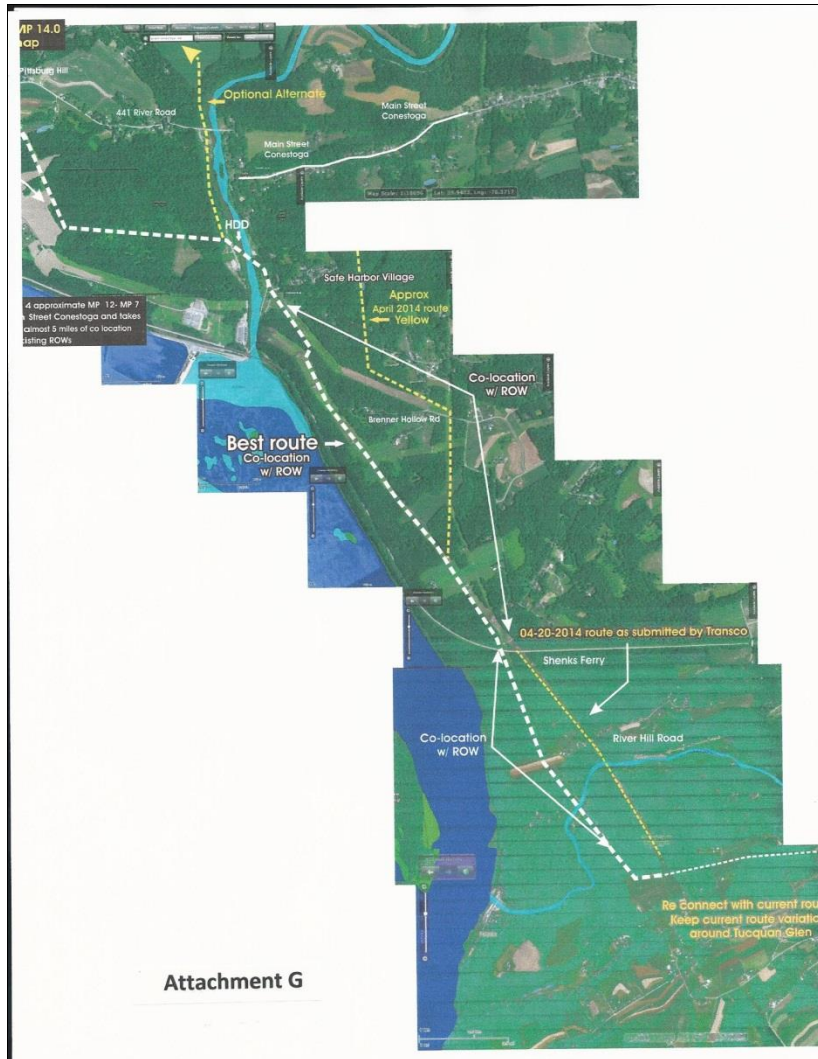 MP 14.0
Pittsburg Hill
441 River Road
Optional Alternate
Main Street
Conestoga
Main Street
Conestoga
HDD
Safe Harbor Village
4 approximate MP 12- MP 7
Street Conestoga and takes
almost 5 miles of co location
ROWs
Approx
April 2014 route
Yellow
Co-location
w/ ROW
Brenner Hollow Rd
Best route
Co-location
w/ ROW
04-20-2014 route as submitted by Transco
Shenks Ferry
Co-location
w/ ROW
River Hill Road
Re connect with current
Keep current route
around Tucquan Glen
Attachment G